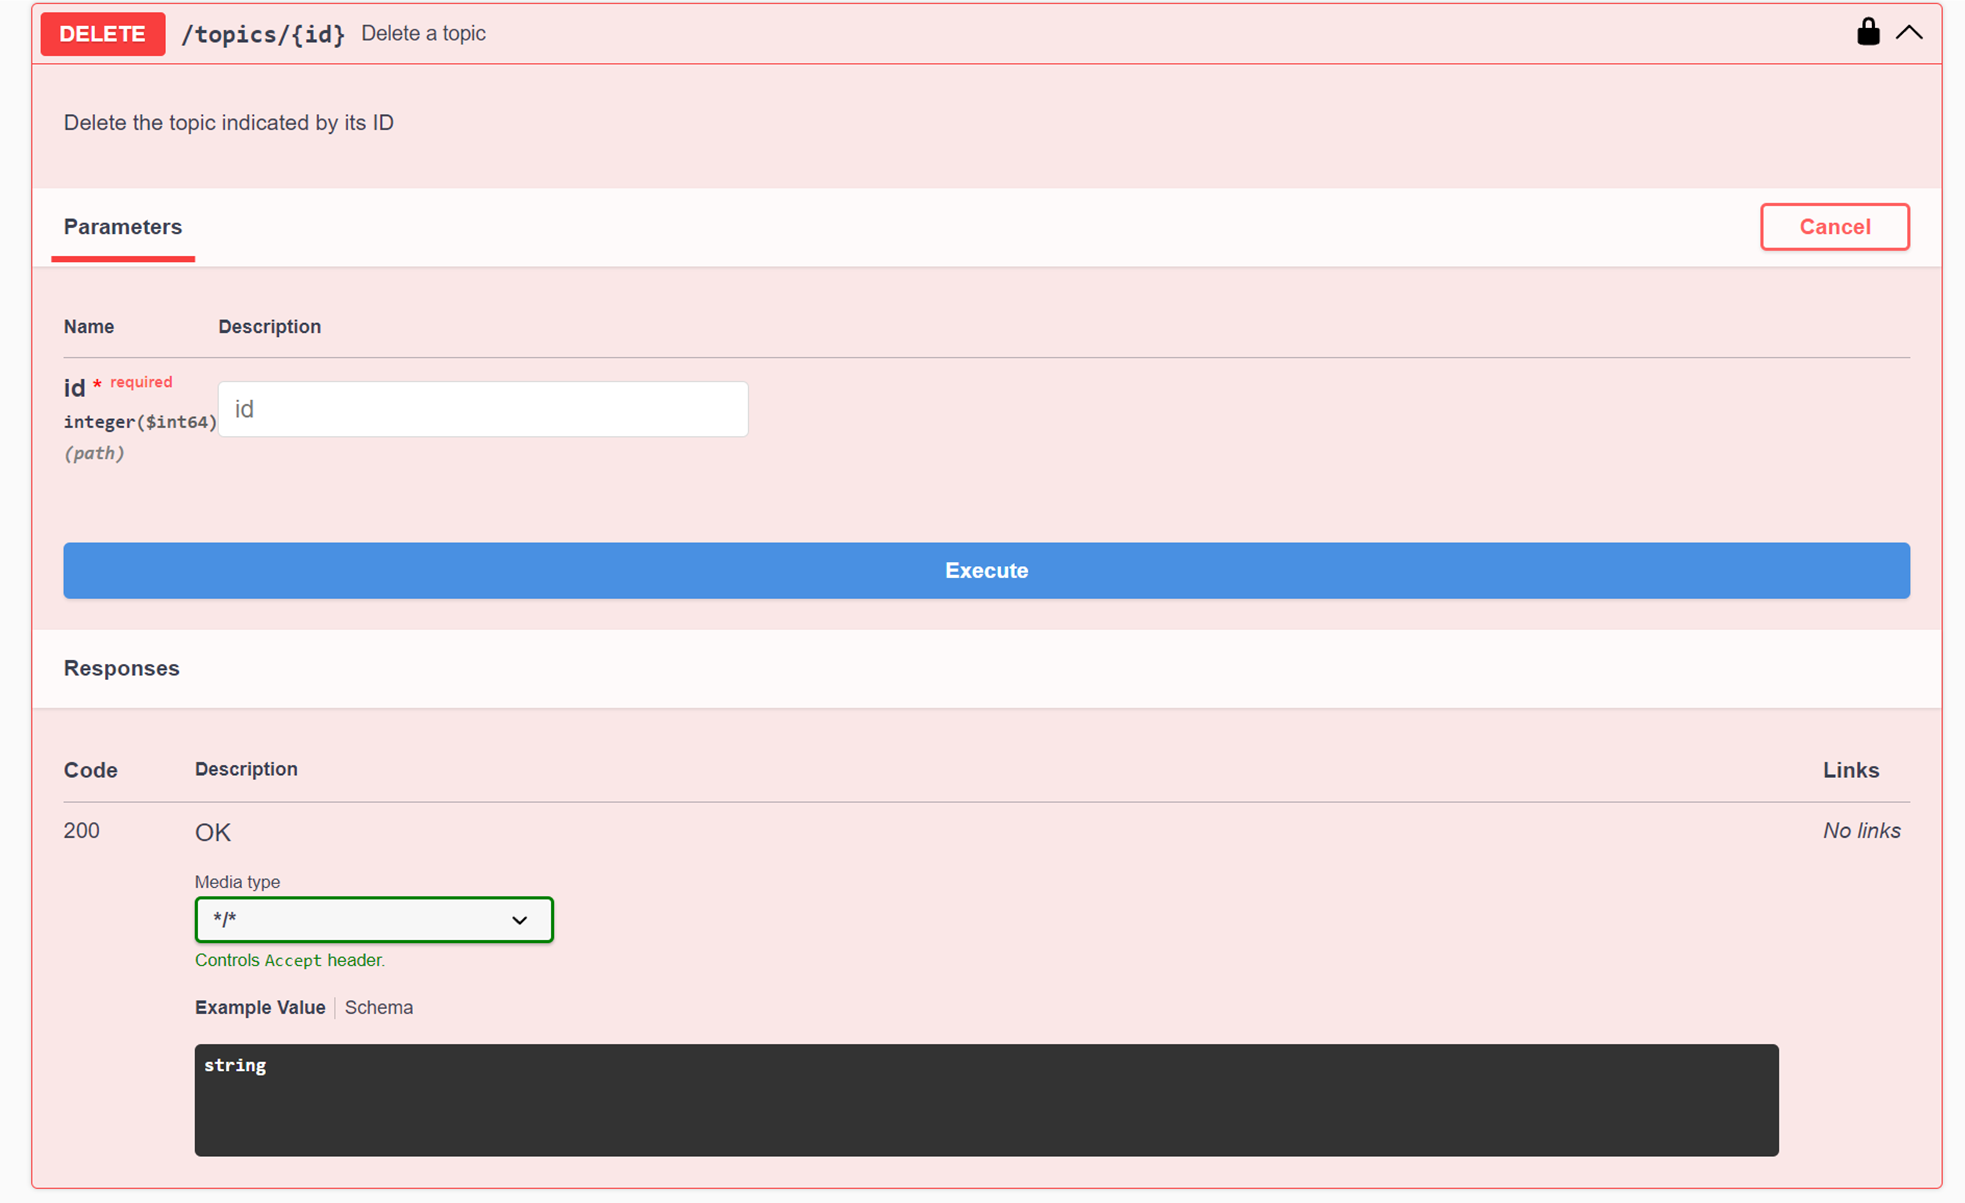 DELETE /topics/{id} Delete a topic
Delete the topic indicated by its ID
Parameters Cancel
Name Description
id * required
integer($int64) id
(path)
Execute
Responses
Code Description Links
200 OK No links
Media type
*/*
Controls Accept header.
Example Value Schema
string